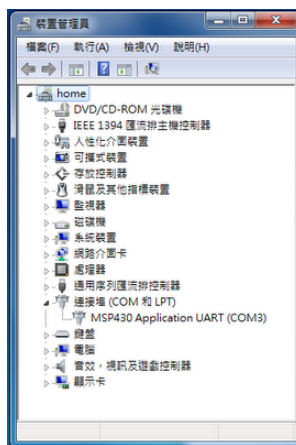 裝置管理員
檔案(F) 執行(A) 檢視(V) 說明(H)
home
DVD/CD-ROM 光碟機
IEEE 1394 匯流排主機控制器
人性化介面裝置
可攜式裝置
存放控制器
滑鼠及其他指標裝置
監視器
磁碟機
系統裝置
網路介面卡
處理器
通用序列匯流排控制器
連接埠 (COM 和 LPT)
MSP430 Application UART (COM3)
鍵盤
電腦
音效，視訊及遊戲控制器
顯示卡